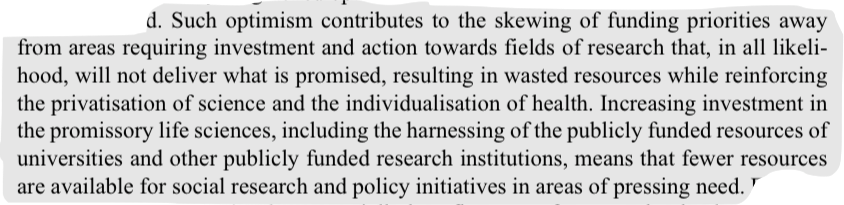 d. Such optimism contributes to the skewing of funding priorities away
from areas requiring investment and action towards fields of research that, in all likeli-
hood, will not deliver what is promised, resulting in wasted resources while reinforcing
the privatisation of science and the individualisation of health. Increasing investment in
the promissory life sciences, including the harnessing of the publicly funded resources of
universities and other publicly funded research institutions, means that fewer resources
are available for social research and policy initiatives in areas of pressing need.